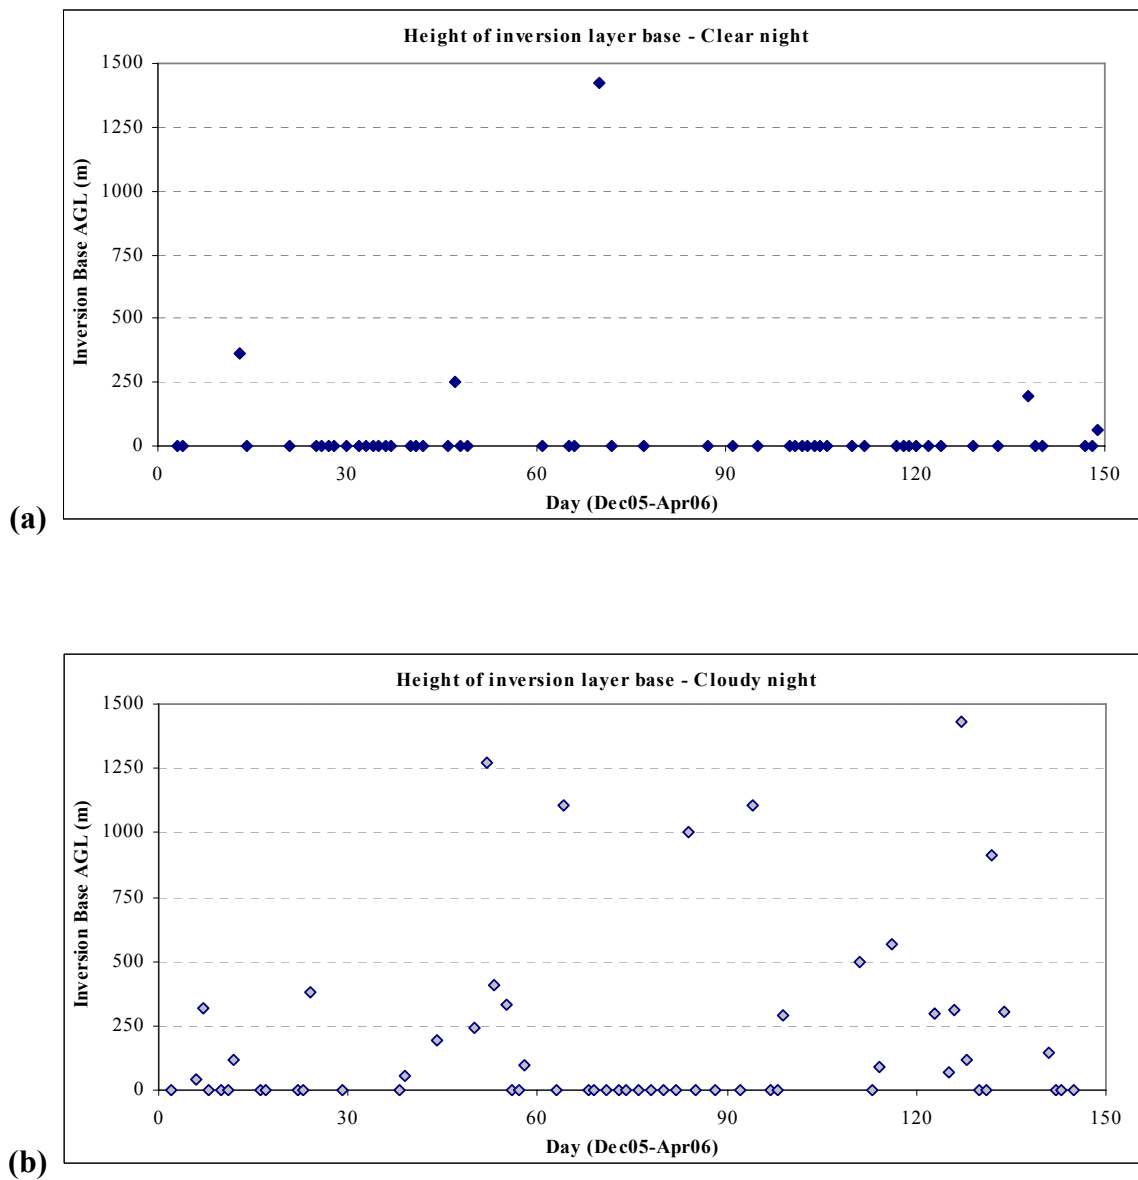 Height of inversion layer base - Clear night
1500
1250
1000
750
500
250
0
Inversion Base AGL (m)
0 30 60 90 120 150
Day (Dec05-Apr06)
(a)
Height of inversion layer base - Cloudy night
1500
1250
1000
750
500
250
0
Inversion Base AGL (m)
0 30 60 90 120 150
Day (Dec05-Apr06)
(b)